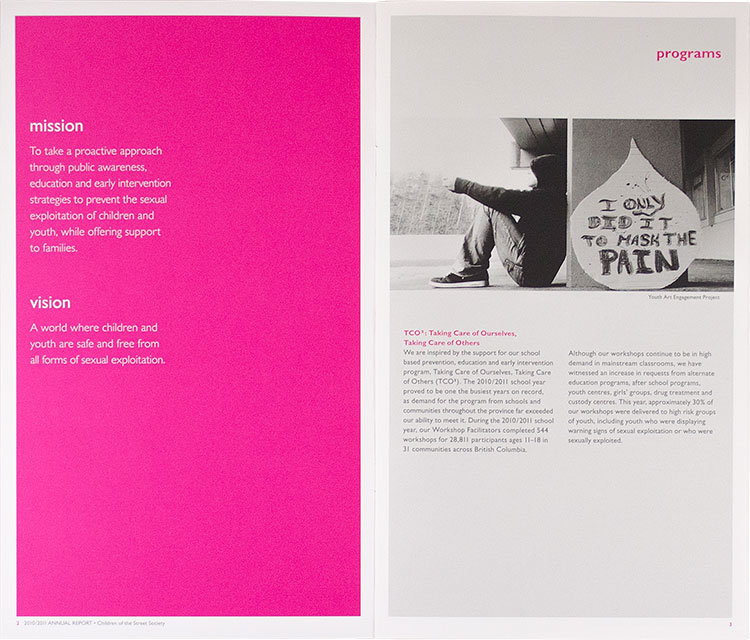 mission
To take a proactive approach
through public awareness,
education and early intervention
strategies to prevent the sexual
exploitation of children and
youth, while offering support
to families.
vision
A world where children and
youth are safe and free from
all forms of sexual exploitation.
2 2010/2011 ANNUAL REPORT • Children of the Street Society
programs
I ONLY
DID IT
TO MASK THE
PAIN
Youth Art Engagement Project
TCO²: Taking Care of Ourselves,
Taking Care of Others
We are inspired by the support for our school
based prevention, education and early intervention
program, Taking Care of Ourselves, Taking Care
of Others (TCO²). The 2010/2011 school year
proved to be one the busiest years on record,
as demand for the program from schools and
communities throughout the province far exceeded
our ability to meet it. During the 2010/2011 school
year, our Workshop Facilitators completed 544
workshops for 28,811 participants ages 11–18 in
31 communities across British Columbia.
Although our workshops continue to be in high
demand in mainstream classrooms, we have
witnessed an increase in requests from alternate
education programs, after school programs,
youth centres, girls' groups, drug treatment and
custody centres. This year, approximately 30% of
our workshops were delivered to high risk groups
of youth, including youth who were displaying
warning signs of sexual exploitation or who were
sexually exploited.
3